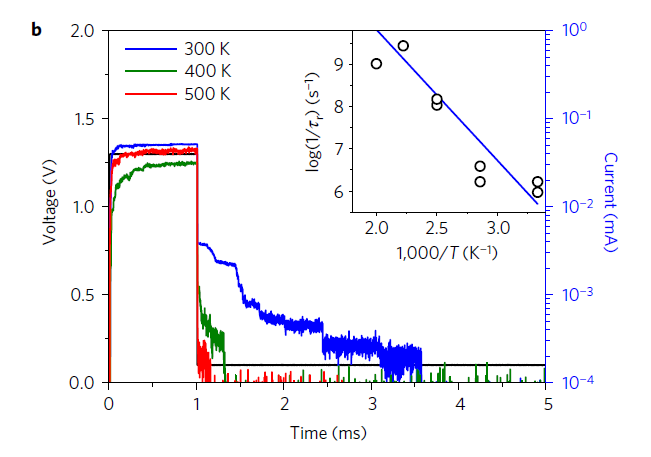 b
2.0
1.5
1.0
0.5
0.0
Voltage (V)
300 K
400 K
500 K
0
1
2
3
4
5
Time (ms)
10⁰
10⁻¹
10⁻²
10⁻³
10⁻⁴
Current (mA)
9
8
7
6
log(1/τᵣ) (s⁻¹)
2.0
2.5
3.0
1,000/T (K⁻¹)